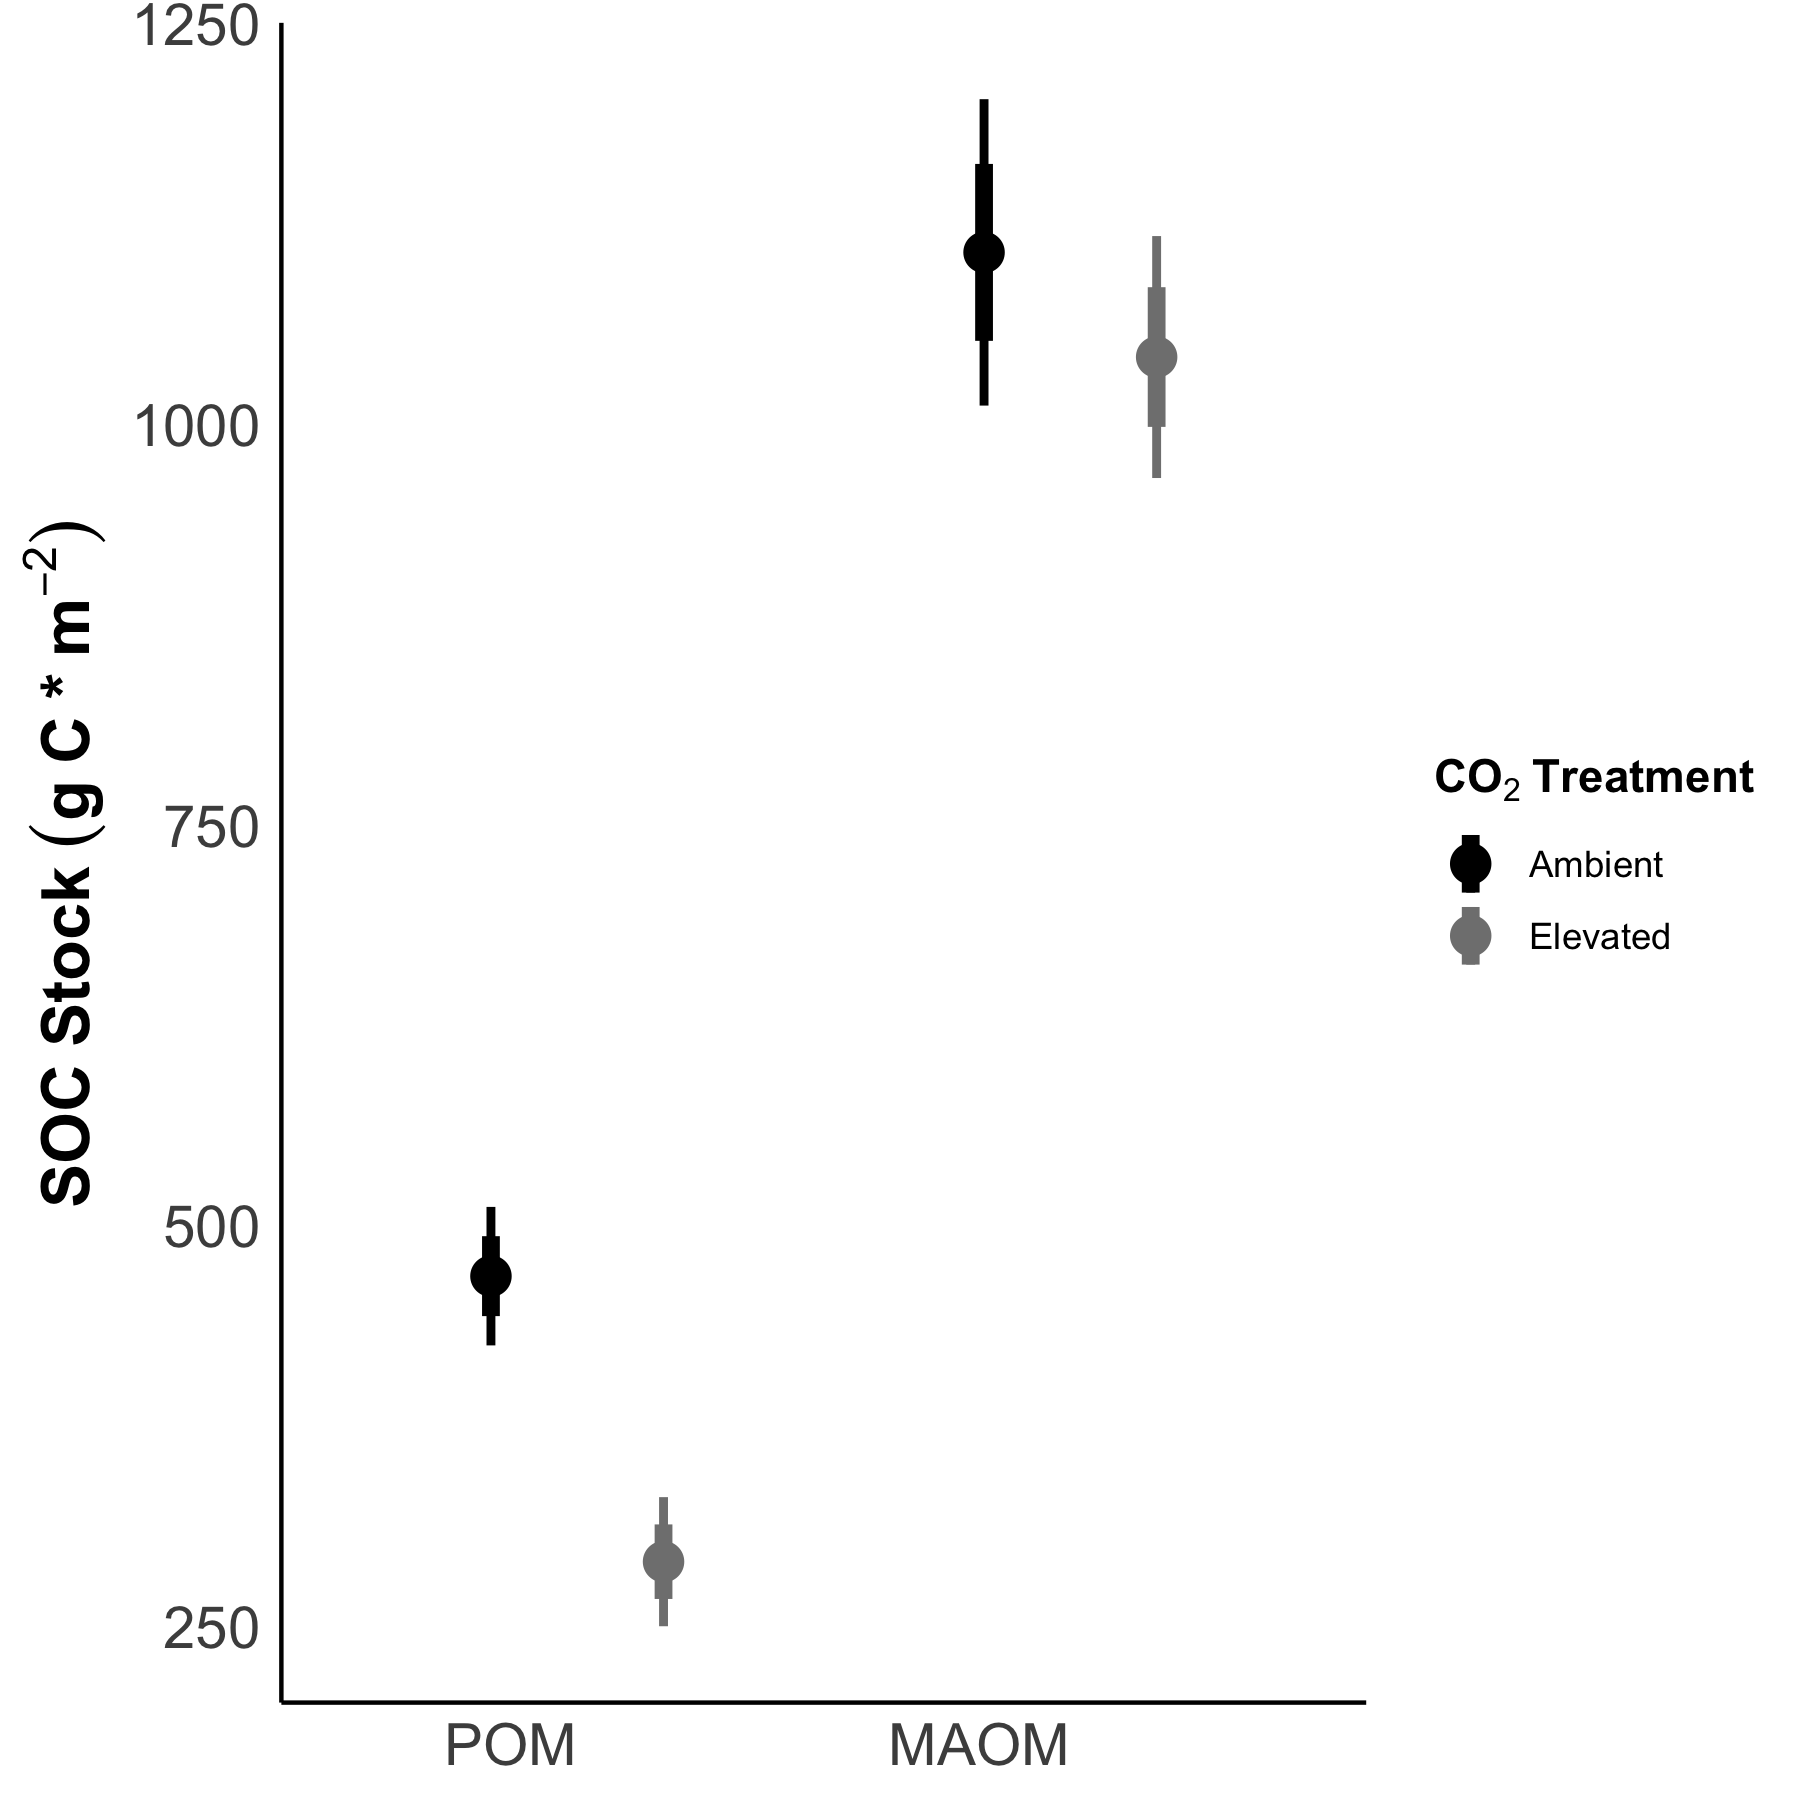 1250
1000
750
500
250
SOC Stock (g C * m⁻²)
POM
MAOM
CO₂ Treatment
Ambient
Elevated